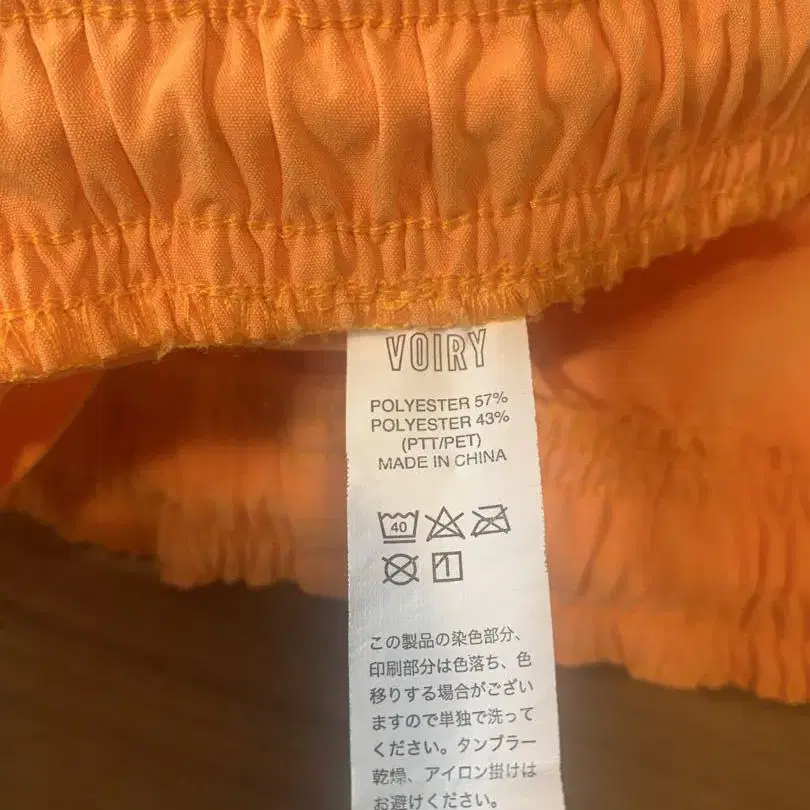 VOIRY
POLYESTER 57%
POLYESTER 43%
(PTT/PET)
MADE IN CHINA
40
この製品の染色部分、
印刷部分は色落ち、色
移りする場合がござい
ますので単独で洗って
ください。タンブラー
乾燥、アイロン掛けは
お避けください。